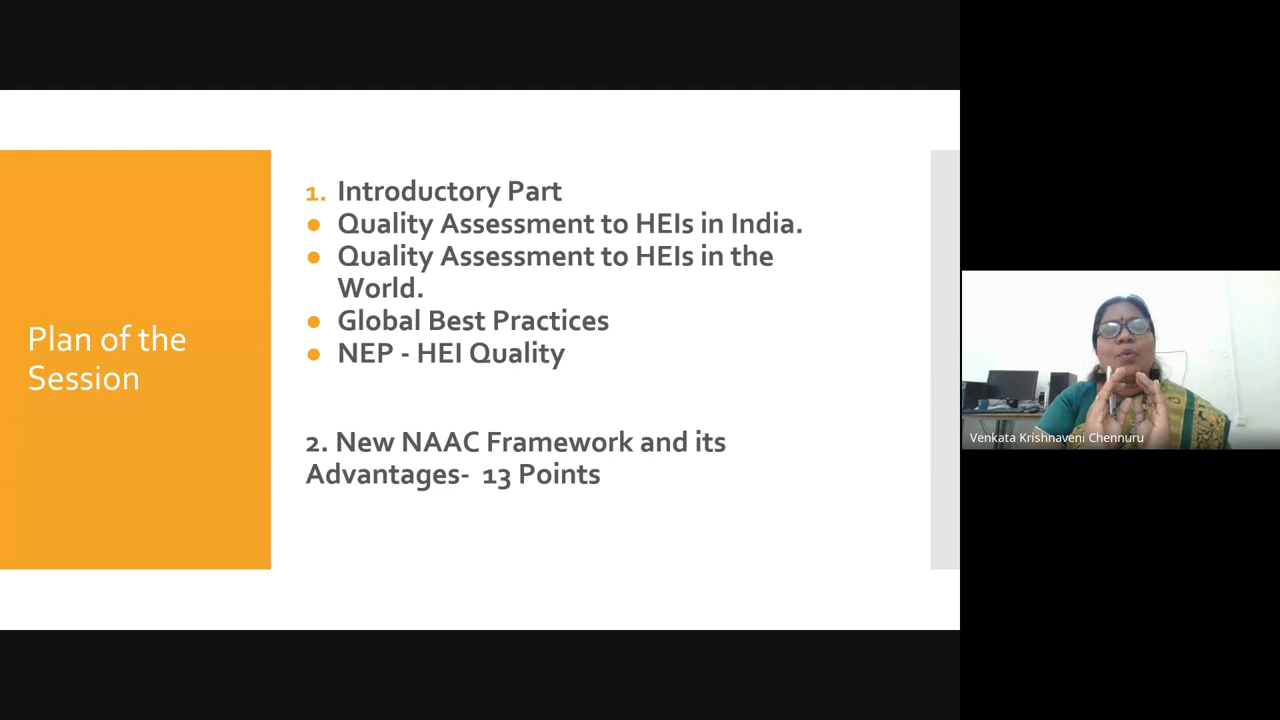 Plan of the
Session
1. Introductory Part
● Quality Assessment to HEIs in India.
● Quality Assessment to HEIs in the
World.
● Global Best Practices
● NEP - HEI Quality
2. New NAAC Framework and its
Advantages- 13 Points
Venkata Krishnaveni Chennuru